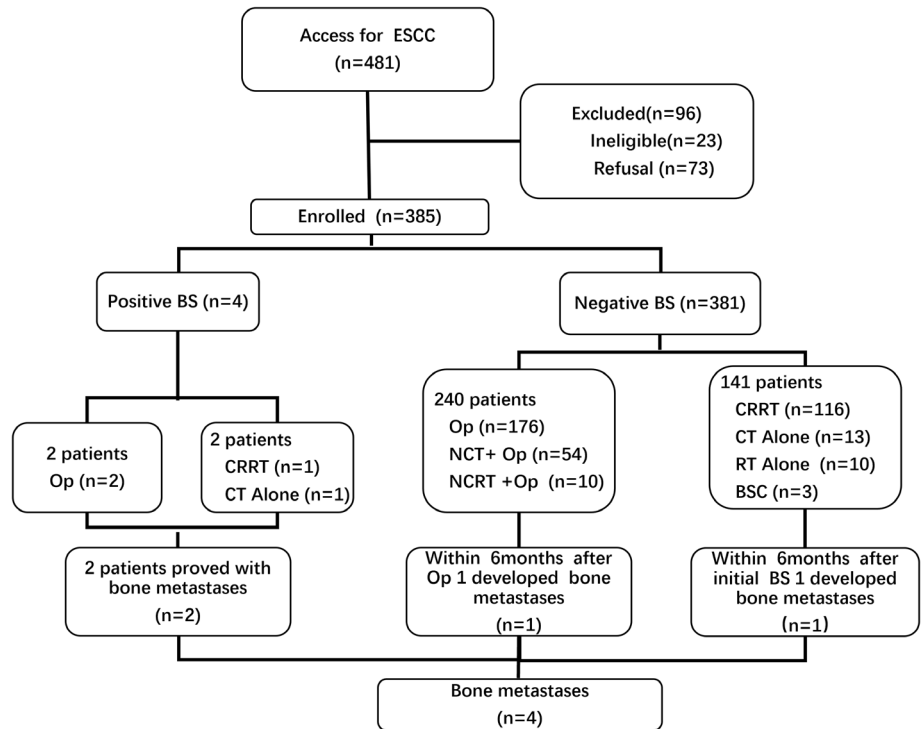 Access for ESCC
(n=481)
Excluded(n=96)
Ineligible(n=23)
Refusal (n=73)
Enrolled (n=385)
Positive BS (n=4)
Negative BS (n=381)
2 patients
Op (n=2)
2 patients
CRRT (n=1)
CT Alone (n=1)
240 patients
Op (n=176)
NCT+ Op (n=54)
NCRT +Op (n=10)
141 patients
CRRT (n=116)
CT Alone (n=13)
RT Alone (n=10)
BSC (n=3)
2 patients proved with
bone metastases
(n=2)
Within 6months after
Op 1 developed bone
metastases
(n=1)
Within 6months after
initial BS 1 developed
bone metastases
(n=1)
Bone metastases
(n=4)